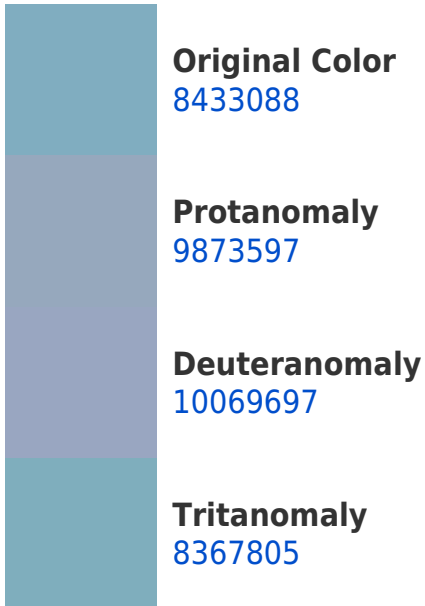 Original Color
8433088
Protanomaly
9873597
Deuteranomaly
10069697
Tritanomaly
8367805